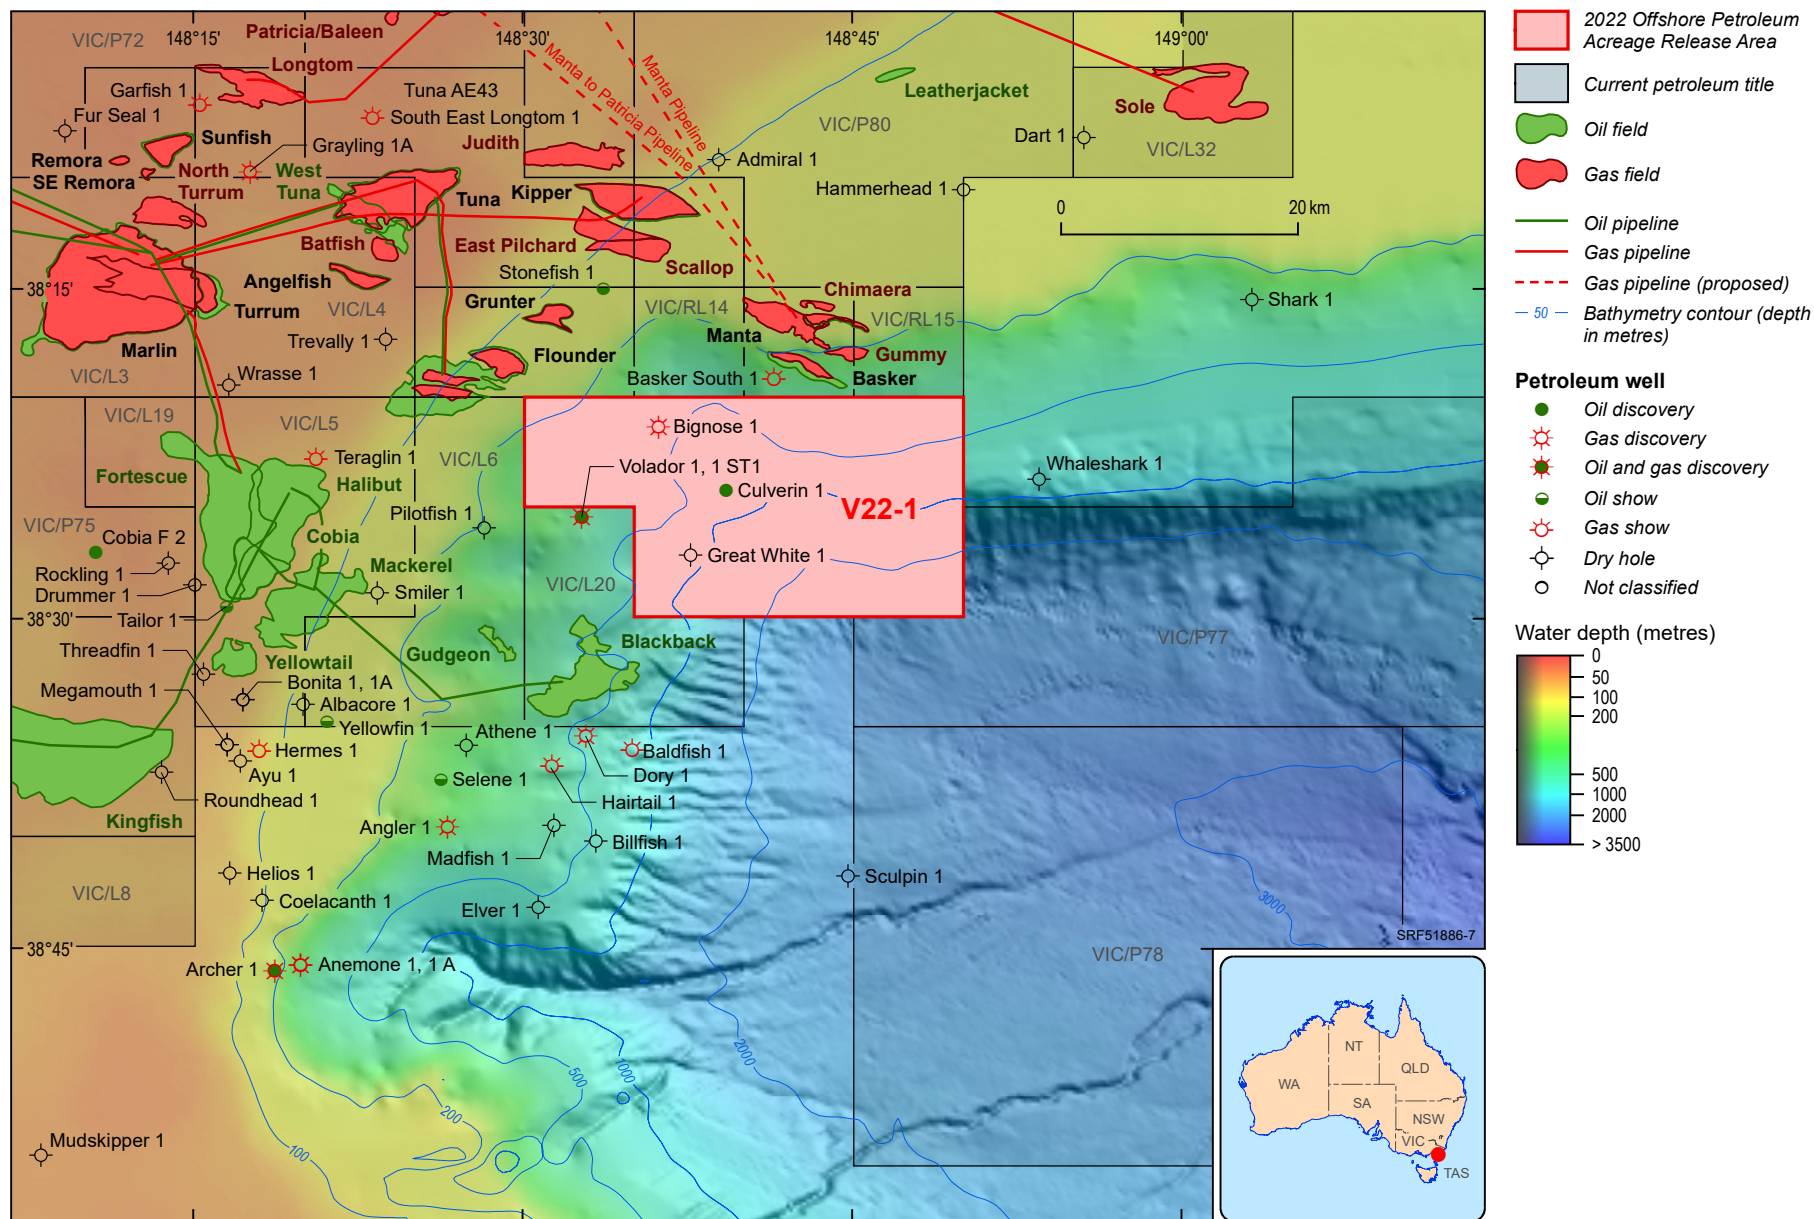 VIC/P72
148°15'
Patricia/Baleen
148°30'
148°45'
149°00'
Longtom
Garfish 1
Tuna AE43
Manta to Patricia Pipeline
Manta Pipeline
Leatherjacket
Sole
Fur Seal 1
South East Longtom 1
VIC/P80
Sunfish
Grayling 1A
Judith
Dart 1
VIC/L32
Remora
SE Remora
North
Turrum
West
Tuna
Admiral 1
Tuna
Kipper
Hammerhead 1
0
20 km
Batfish
East Pilchard
Scallop
Stonefish 1
38°15'
Angelfish
Turrum
VIC/L4
Grunter
VIC/RL14
Chimaera
VIC/RL15
Shark 1
Manta
Trevally 1
Marlin
Flounder
Gummy
VIC/L3
Wrasse 1
Basker South 1
Basker
VIC/L19
VIC/L5
Bignose 1
Teraglin 1
VIC/L6
Volador 1, 1 ST1
Whaleshark 1
Fortescue
Halibut
Culverin 1
V22-1
VIC/P75
Pilotfish 1
Cobia F 2
Cobia
Great White 1
Rockling 1
Mackerel
VIC/L20
Drummer 1
Smiler 1
Tailor 1
38°30'
VIC/P77
Threadfin 1
Gudgeon
Blackback
Yellowtail
Megamouth 1
Bonita 1, 1A
Albacore 1
Yellowfin 1
Athene 1
Hermes 1
Baldfish 1
Ayu 1
Selene 1
Dory 1
Roundhead 1
Hairtail 1
Kingfish
Angler 1
Billfish 1
Madfish 1
Helios 1
Sculpin 1
VIC/L8
Coelacanth 1
Elver 1
3000
SRF51886-7
38°45'
VIC/P78
Archer 1
Anemone 1, 1 A
2000
1000
500
200
100
Mudskipper 1
2022 Offshore Petroleum
Acreage Release Area
Current petroleum title
Oil field
Gas field
Oil pipeline
Gas pipeline
Gas pipeline (proposed)
50
Bathymetry contour (depth
in metres)
Petroleum well
Oil discovery
Gas discovery
Oil and gas discovery
Oil show
Gas show
Dry hole
Not classified
Water depth (metres)
0
50
100
200
500
1000
2000
> 3500
NT
QLD
WA
SA
NSW
VIC
TAS